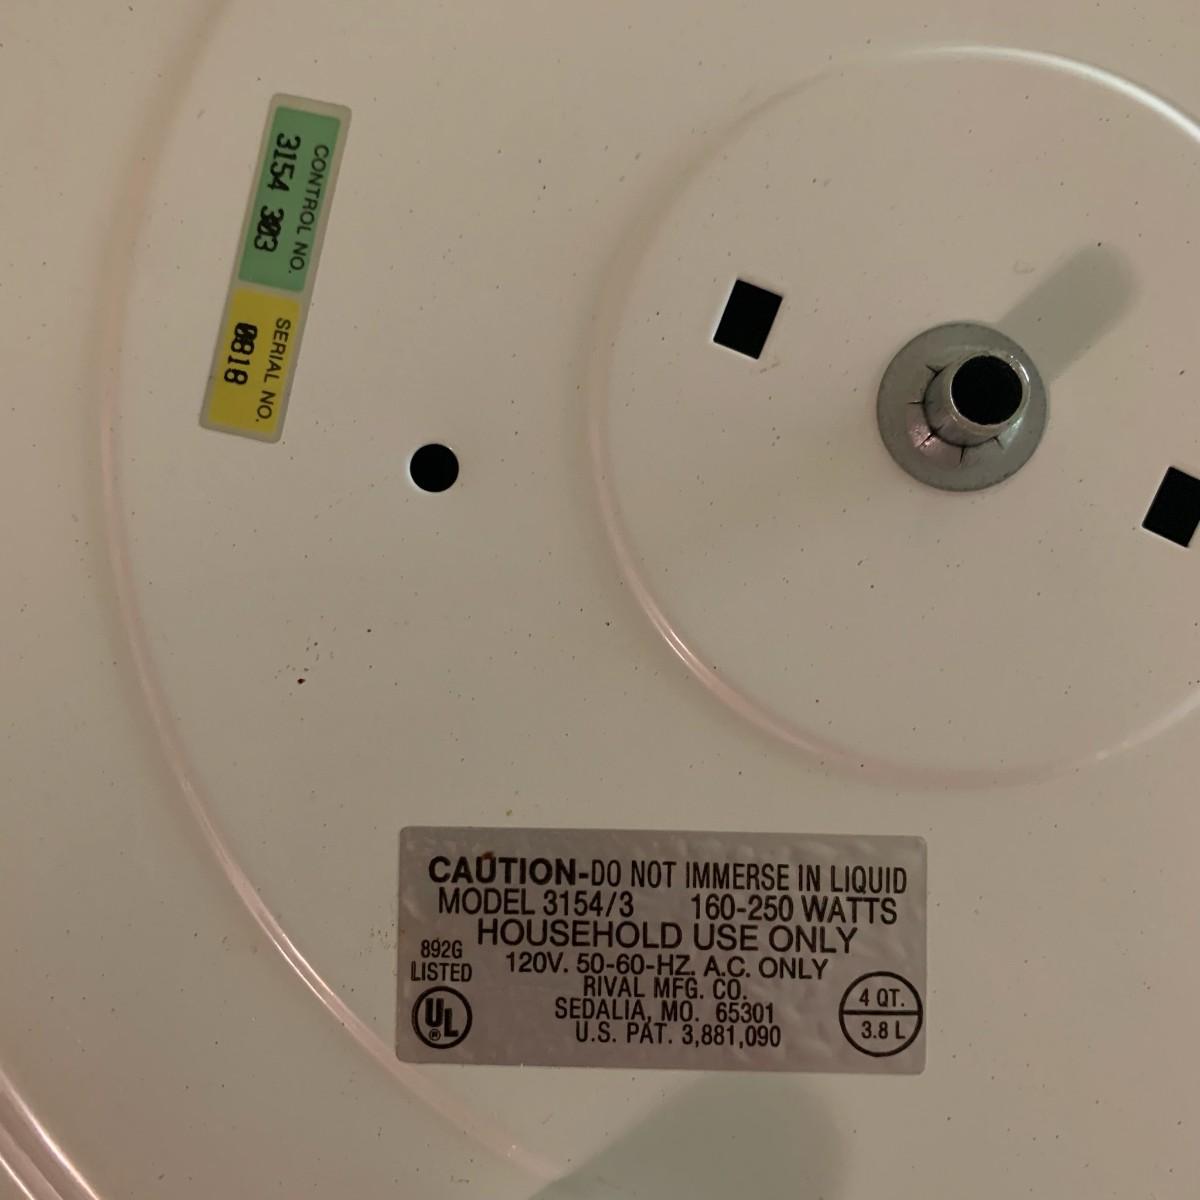 CONTROL NO.
3154 303
SERIAL NO.
0818
CAUTION-DO NOT IMMERSE IN LIQUID
MODEL 3154/3 160-250 WATTS
HOUSEHOLD USE ONLY
892G
LISTED
UL
®
120V. 50-60-HZ. A.C. ONLY
RIVAL MFG. CO.
SEDALIA, MO. 65301
U.S. PAT. 3,881,090
4 QT.
3.8 L